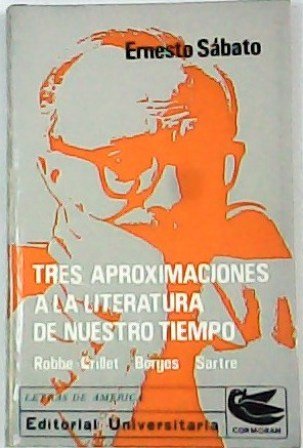 Ernesto Sábato
TRES APROXIMACIONES
A LA LITERATURA
DE NUESTRO TIEMPO
Robbe-Grillet, Borges, Sartre
LETRAS DE AMERICA
Editorial Universitaria
CORMORAN